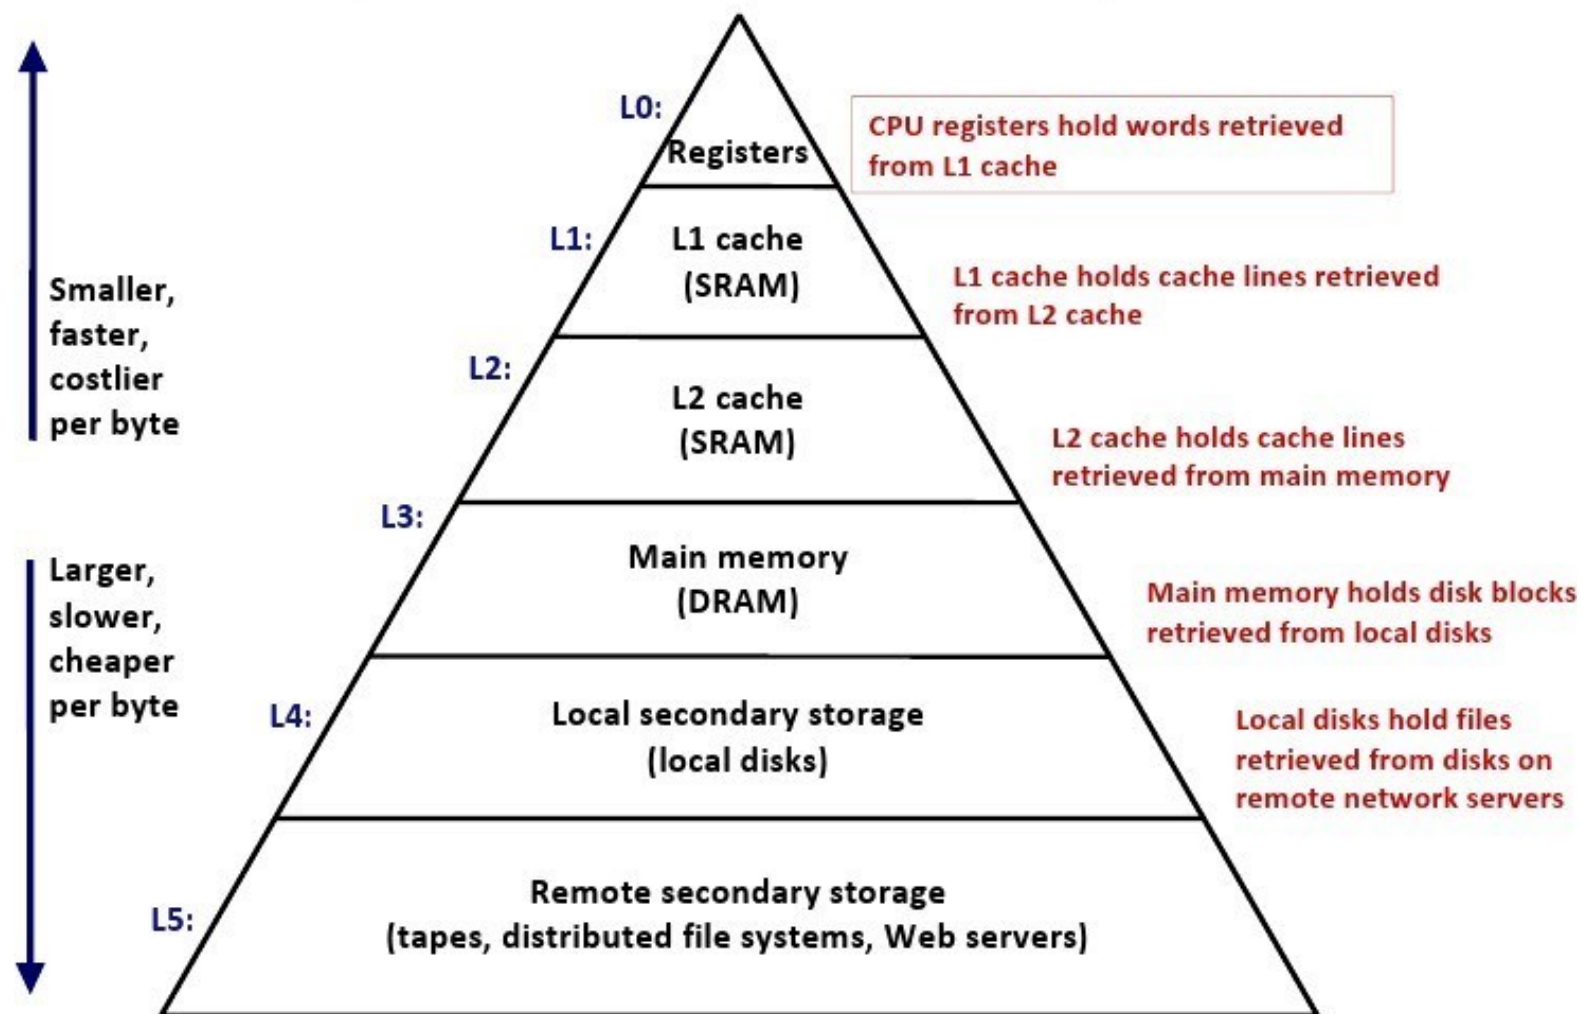 L0:
Registers
CPU registers hold words retrieved
from L1 cache
L1:
L1 cache
(SRAM)
L1 cache holds cache lines retrieved
from L2 cache
Smaller,
faster,
costlier
per byte
L2:
L2 cache
(SRAM)
L2 cache holds cache lines
retrieved from main memory
L3:
Main memory
(DRAM)
Main memory holds disk blocks
retrieved from local disks
Larger,
slower,
cheaper
per byte
L4:
Local secondary storage
(local disks)
Local disks hold files
retrieved from disks on
remote network servers
L5:
Remote secondary storage
(tapes, distributed file systems, Web servers)